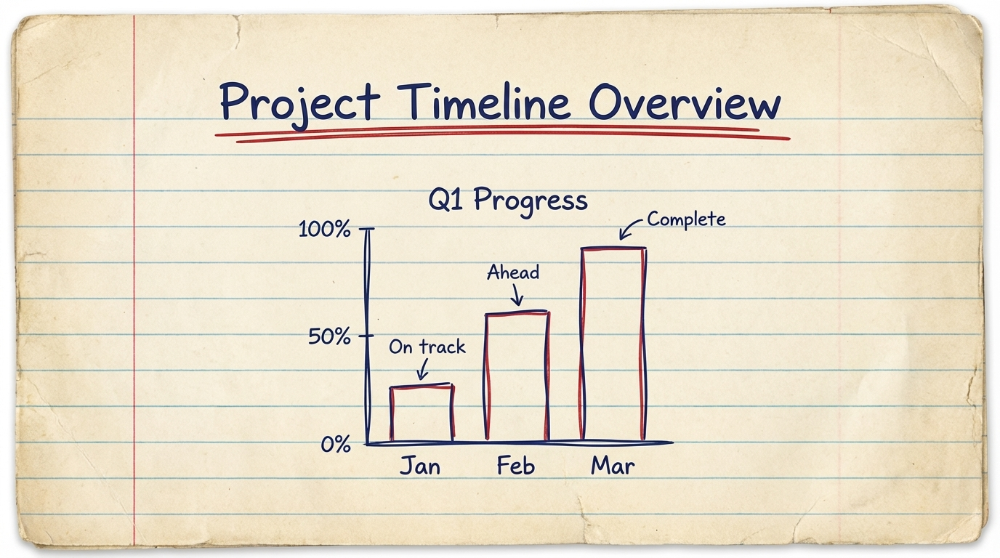 Project Timeline Overview
Q1 Progress
100%
Complete
Ahead
50%
On track
0%
Jan Feb Mar